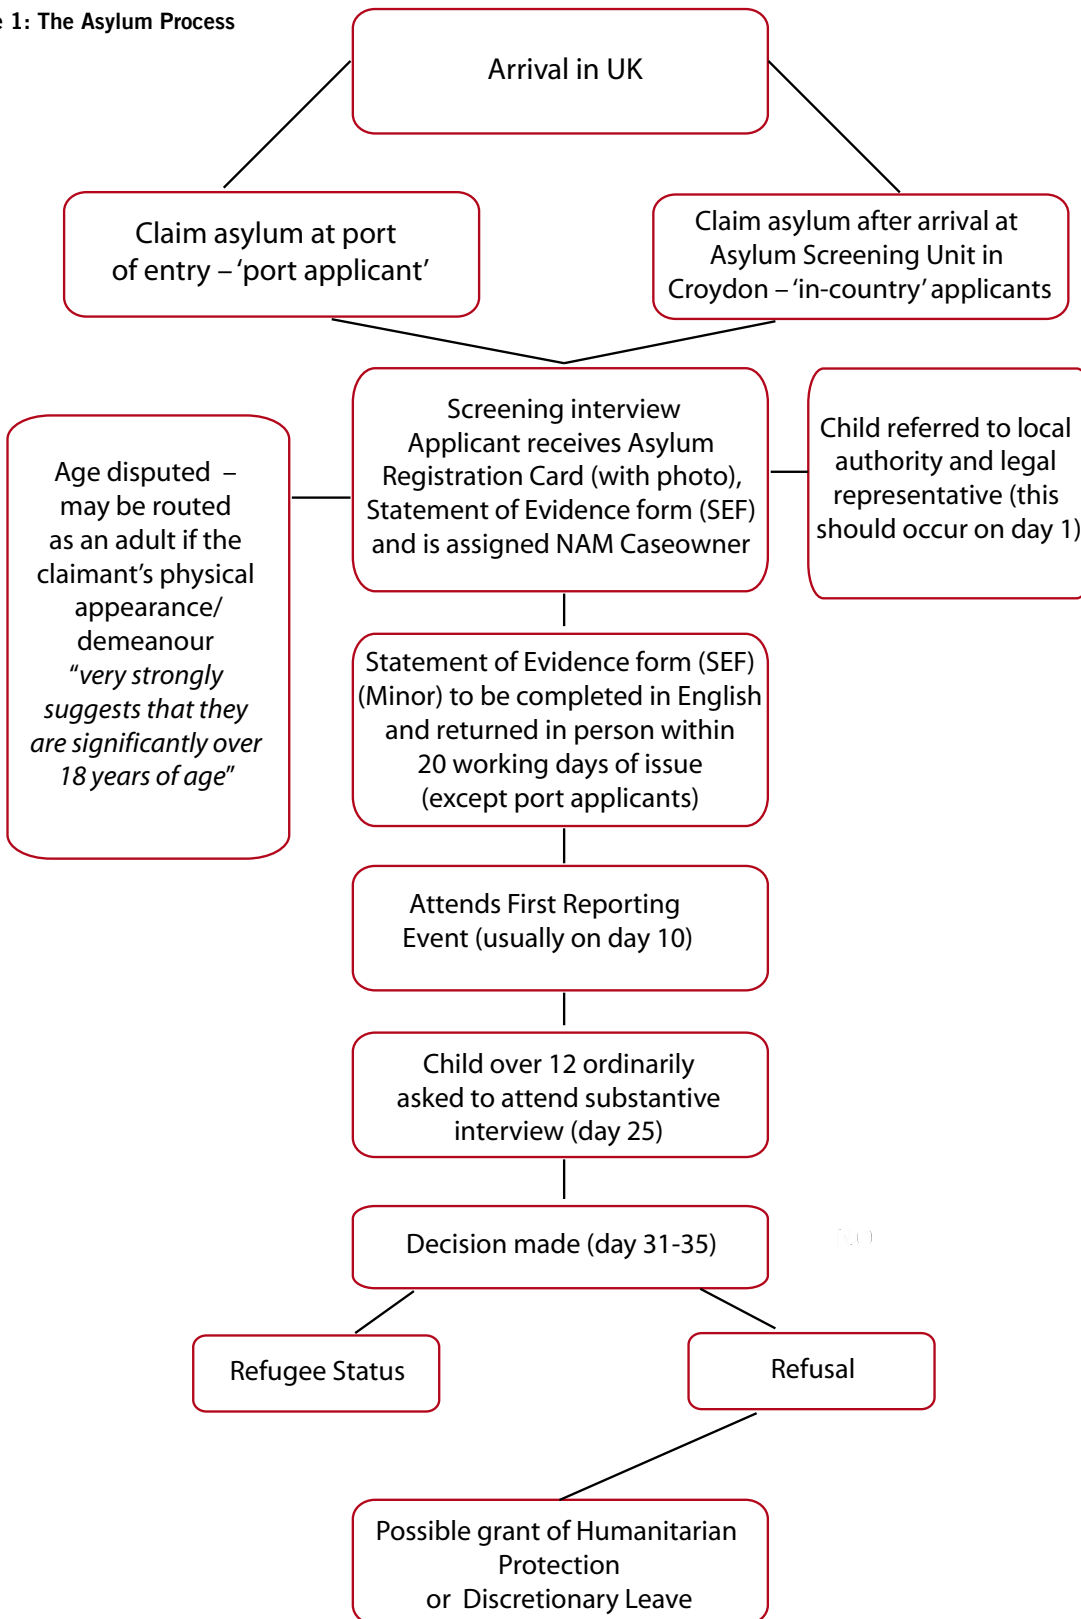 e 1: The Asylum Process
Arrival in UK
Claim asylum at port
of entry – ‘port applicant’
Claim asylum after arrival at
Asylum Screening Unit in
Croydon – ‘in-country’ applicants
Screening interview
Applicant receives Asylum
Registration Card (with photo),
Statement of Evidence form (SEF)
and is assigned NAM Caseowner
Child referred to local
authority and legal
representative (this
should occur on day 1)
Age disputed –
may be routed
as an adult if the
claimant’s physical
appearance/
demeanour
“very strongly
suggests that they
are significantly over
18 years of age”
Statement of Evidence form (SEF)
(Minor) to be completed in English
and returned in person within
20 working days of issue
(except port applicants)
Attends First Reporting
Event (usually on day 10)
Child over 12 ordinarily
asked to attend substantive
interview (day 25)
Decision made (day 31-35)
NO
Refugee Status
Refusal
Possible grant of Humanitarian
Protection
or Discretionary Leave